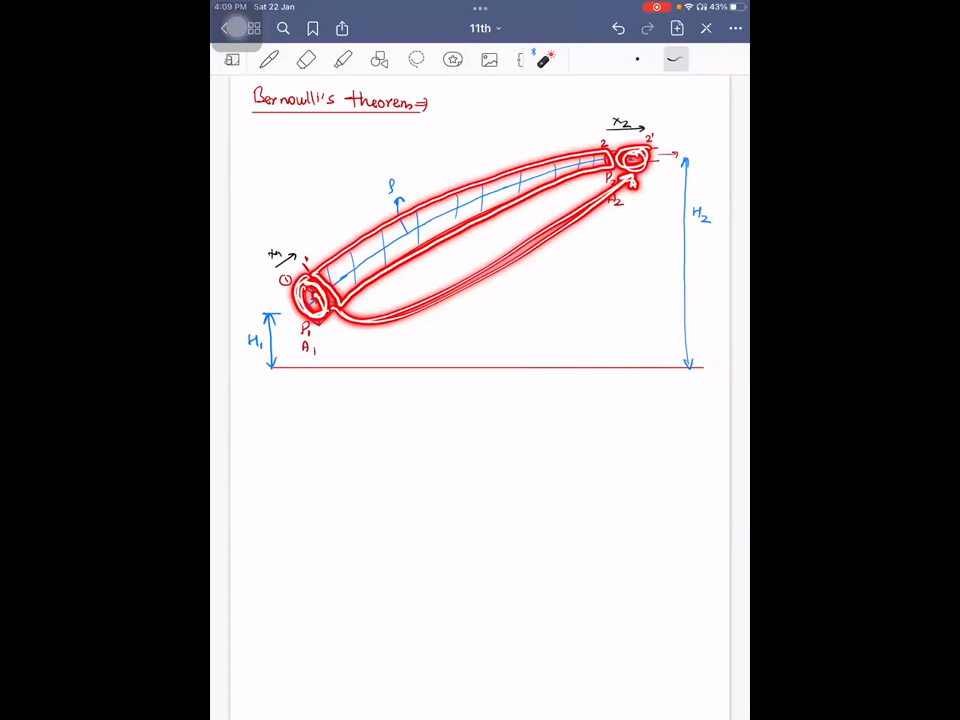 4:09 PM Sat 22 Jan
43%
11th
Bernoulli's theorem ⇒
x₂
2 2'
ρ
P₂
A₂
H₂
1'
①
H₁
P₁
A₁